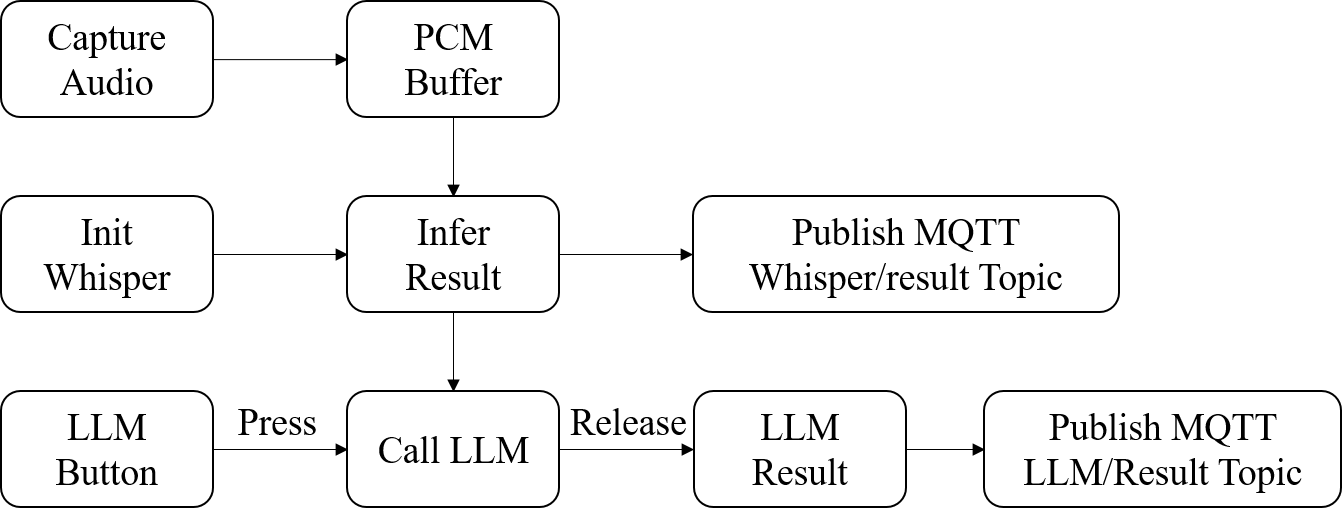 Capture
Audio
PCM
Buffer
Init
Whisper
Infer
Result
Publish MQTT
Whisper/result Topic
LLM
Button
Press
Call LLM
Release
LLM
Result
Publish MQTT
LLM/Result Topic